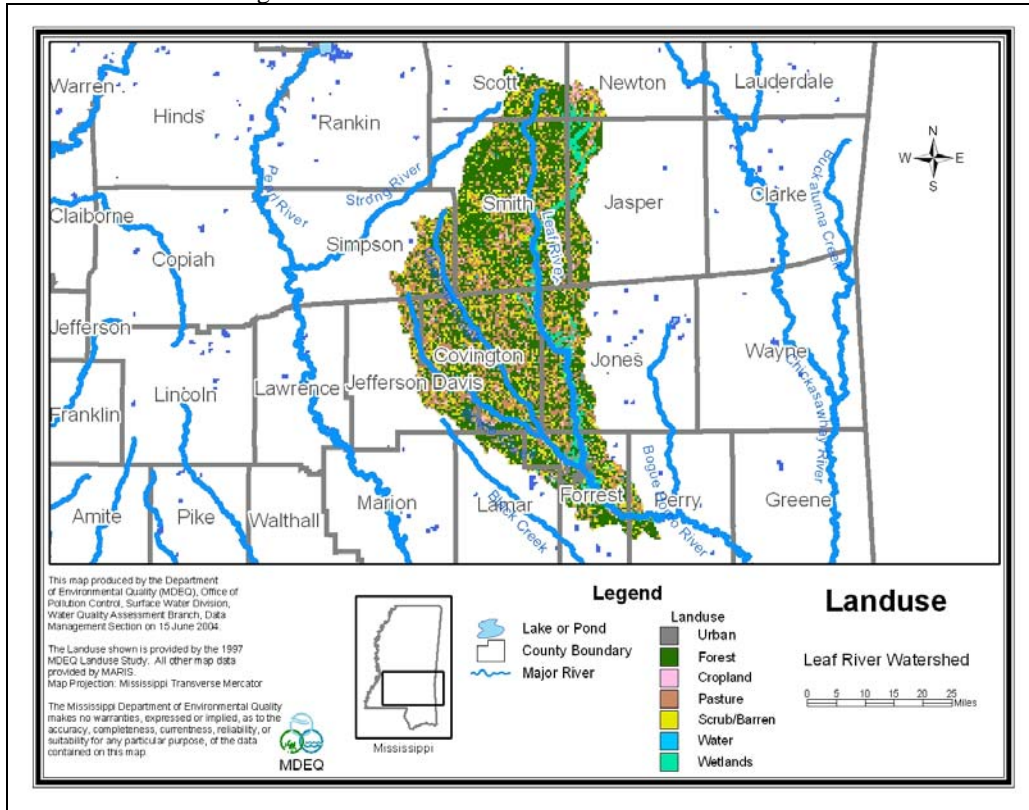 Scott
Newton
Lauderdale
Warren
Hinds
Rankin
N
W E
S
Pearl River
Strong River
Smith
Leaf River
Jasper
Clarke
Buckatunna Creek
Claiborne
Simpson
Copiah
Jefferson
Covington
Jones
Wayne
Lincoln
Lawrence
Jefferson Davis
Franklin
Chickasawhay River
Bogue Homo River
Forrest
Perry
Greene
Marion
Lamar
Black Creek
Amite
Pike
Walthall
This map produced by the Department
of Environmental Quality (MDEQ), Office of
Pollution Control, Surface Water Division,
Water Quality Assessment Branch, Data
Management Section on 15 June 2004.
The Landuse shown is provided by the 1997
MDEQ Landuse Study. All other map data
provided by MARIS.
Map Projection: Mississippi Transverse Mercator
The Mississippi Department of Environmental Quality
makes no warranties, expressed or implied, as to the
accuracy, completeness, currentness, reliability, or
suitability for any particular purpose, of the data
contained on this map.
MDEQ
Mississippi
Legend
Lake or Pond
County Boundary
Major River
Landuse
Urban
Forest
Cropland
Pasture
Scrub/Barren
Water
Wetlands
Landuse
Leaf River Watershed
0 5 10 15 20 25
Miles